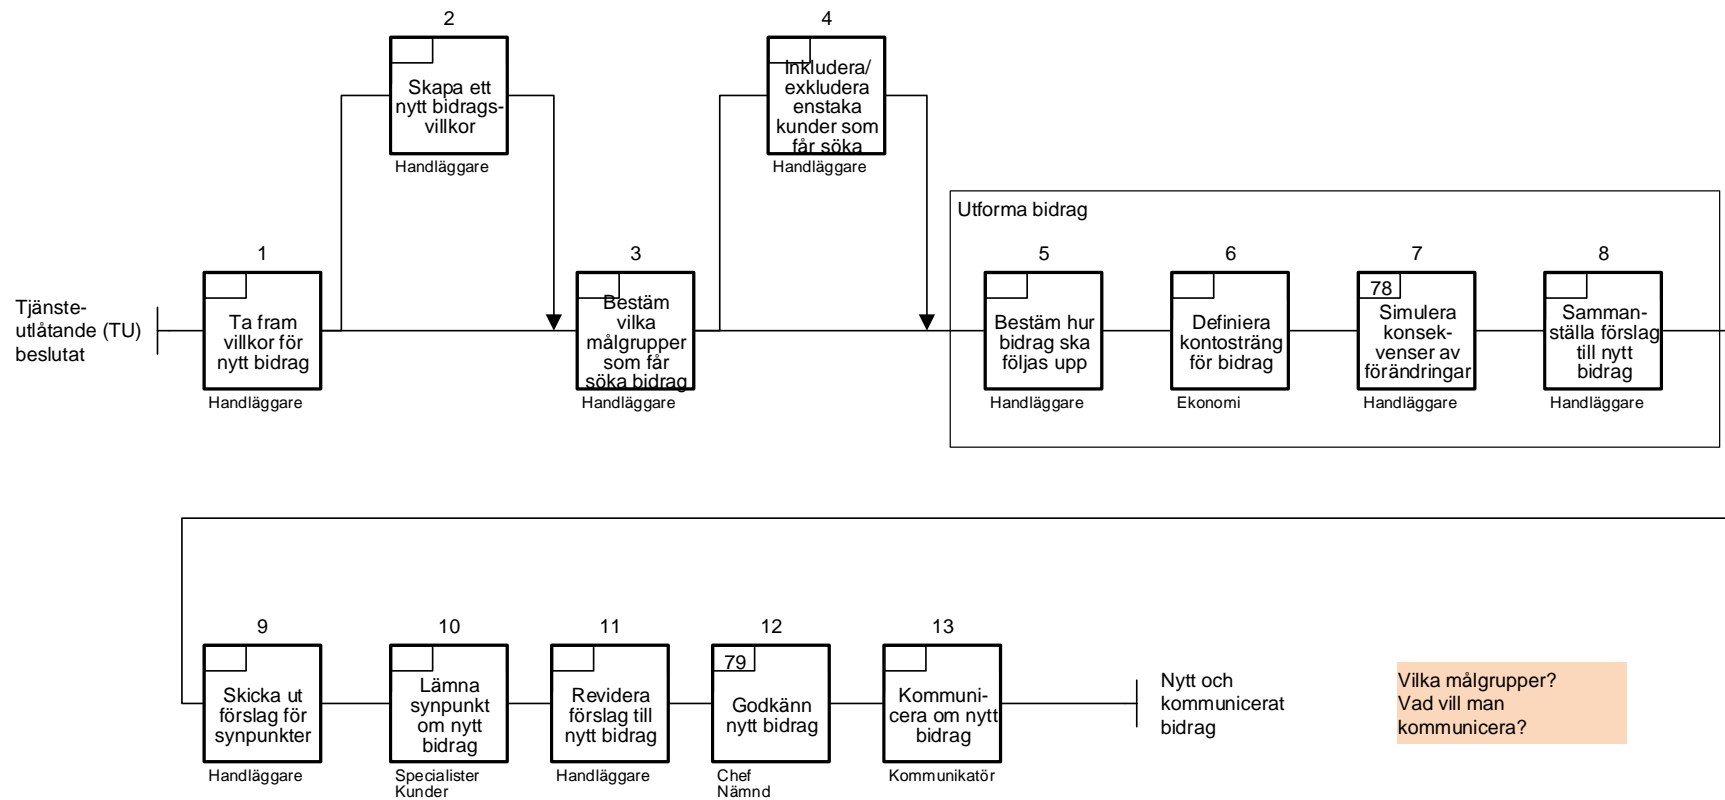 2
Skapa ett
nytt bidrags-
villkor
Handläggare
4
Inkludera/
exkludera
enstaka
kunder som
får söka
Handläggare
Utforma bidrag
Tjänste-
utlåtande (TU)
beslutat
1
Ta fram
villkor för
nytt bidrag
Handläggare
3
Bestäm
vilka
målgrupper
som får
söka bidrag
Handläggare
5
Bestäm hur
bidrag ska
följas upp
Handläggare
6
Definiera
kontosträng
för bidrag
Ekonomi
7
78
Simulera
konsek-
venser av
förändringar
Handläggare
8
Samman-
ställa förslag
till nytt
bidrag
Handläggare
9
Skicka ut
förslag för
synpunkter
Handläggare
10
Lämna
synpunkt
om nytt
bidrag
Specialister
Kunder
11
Revidera
förslag till
nytt bidrag
Handläggare
12
79
Godkänn
nytt bidrag
Chef
Nämnd
13
Kommuni-
cera om nytt
bidrag
Kommunikatör
Nytt och
kommunicerat
bidrag
Vilka målgrupper?
Vad vill man
kommunicera?